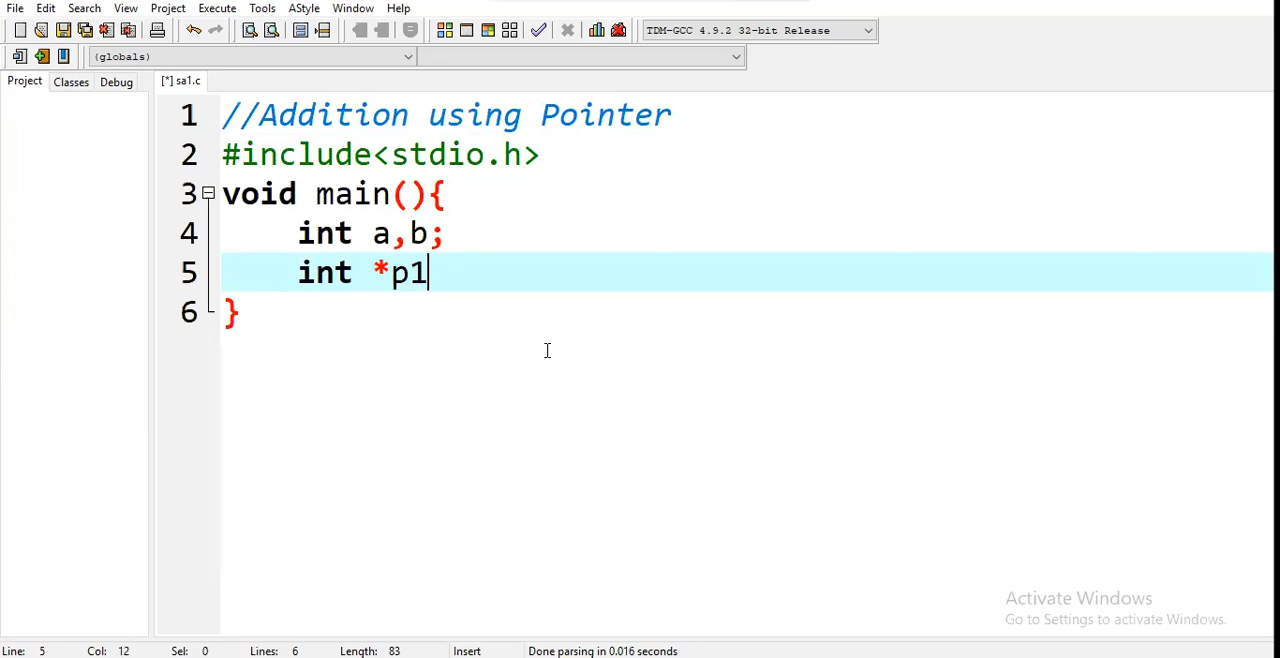 File Edit Search View Project Execute Tools AStyle Window Help
TDM-GCC 4.9.2 32-bit Release
(globals)
Project Classes Debug [*] sa1.c
1 //Addition using Pointer
2 #include<stdio.h>
3 void main(){
4 int a,b;
5 int *p1
6 }
Activate Windows
Go to Settings to activate Windows.
Line: 5 Col: 12 Sel: 0 Lines: 6 Length: 83 Insert Done parsing in 0.016 seconds